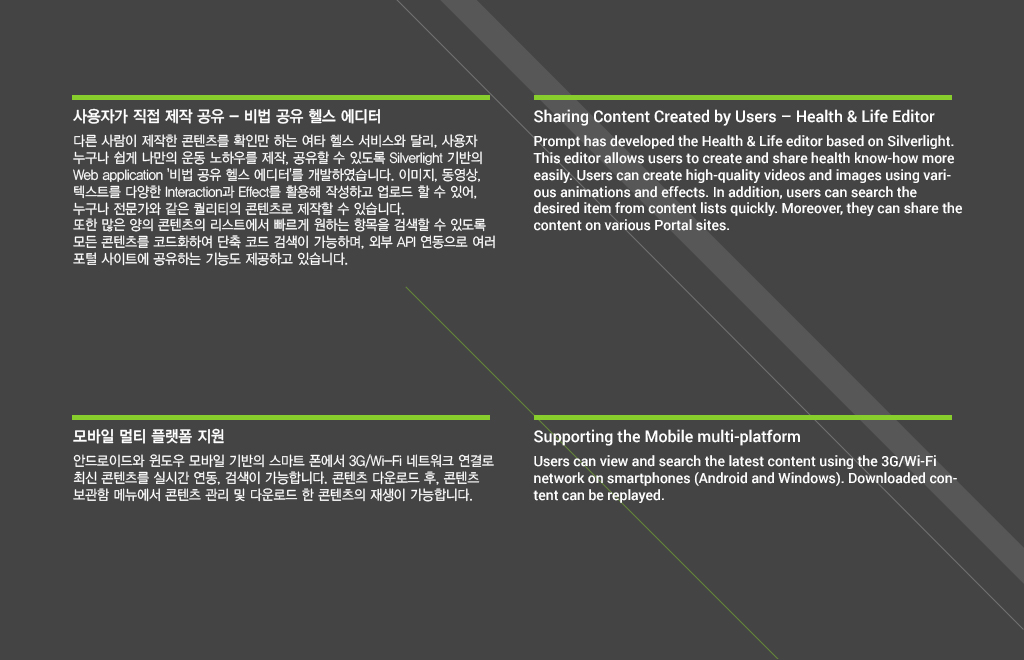 사용자가 직접 제작 공유 – 비법 공유 헬스 에디터
다른 사람이 제작한 콘텐츠를 확인만 하는 여타 헬스 서비스와 달리, 사용자
누구나 쉽게 나만의 운동 노하우를 제작, 공유할 수 있도록 Silverlight 기반의
Web application '비법 공유 헬스 에디터'를 개발하였습니다. 이미지, 동영상,
텍스트를 다양한 Interaction과 Effect를 활용해 작성하고 업로드 할 수 있어,
누구나 전문가와 같은 퀄리티의 콘텐츠로 제작할 수 있습니다.
또한 많은 양의 콘텐츠의 리스트에서 빠르게 원하는 항목을 검색할 수 있도록
모든 콘텐츠를 코드화하여 단축 코드 검색이 가능하며, 외부 API 연동으로 여러
포털 사이트에 공유하는 기능도 제공하고 있습니다.
Sharing Content Created by Users – Health & Life Editor
Prompt has developed the Health & Life editor based on Silverlight.
This editor allows users to create and share health know-how more
easily. Users can create high-quality videos and images using vari-
ous animations and effects. In addition, users can search the
desired item from content lists quickly. Moreover, they can share the
content on various Portal sites.
모바일 멀티 플랫폼 지원
안드로이드와 윈도우 모바일 기반의 스마트 폰에서 3G/Wi-Fi 네트워크 연결로
최신 콘텐츠를 실시간 연동, 검색이 가능합니다. 콘텐츠 다운로드 후, 콘텐츠
보관함 메뉴에서 콘텐츠 관리 및 다운로드 한 콘텐츠의 재생이 가능합니다.
Supporting the Mobile multi-platform
Users can view and search the latest content using the 3G/Wi-Fi
network on smartphones (Android and Windows). Downloaded con-
tent can be replayed.